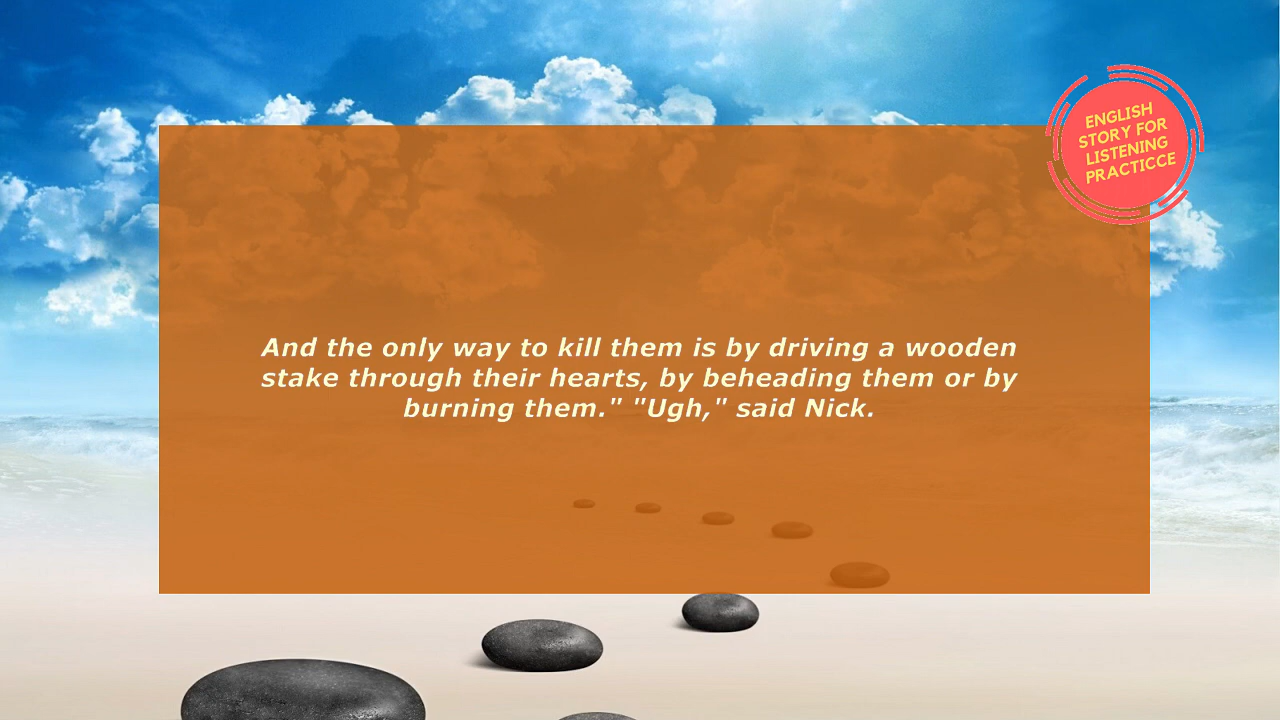 ENGLISH
STORY FOR
LISTENING
PRACTICCE
And the only way to kill them is by driving a wooden
stake through their hearts, by beheading them or by
burning them." "Ugh," said Nick.